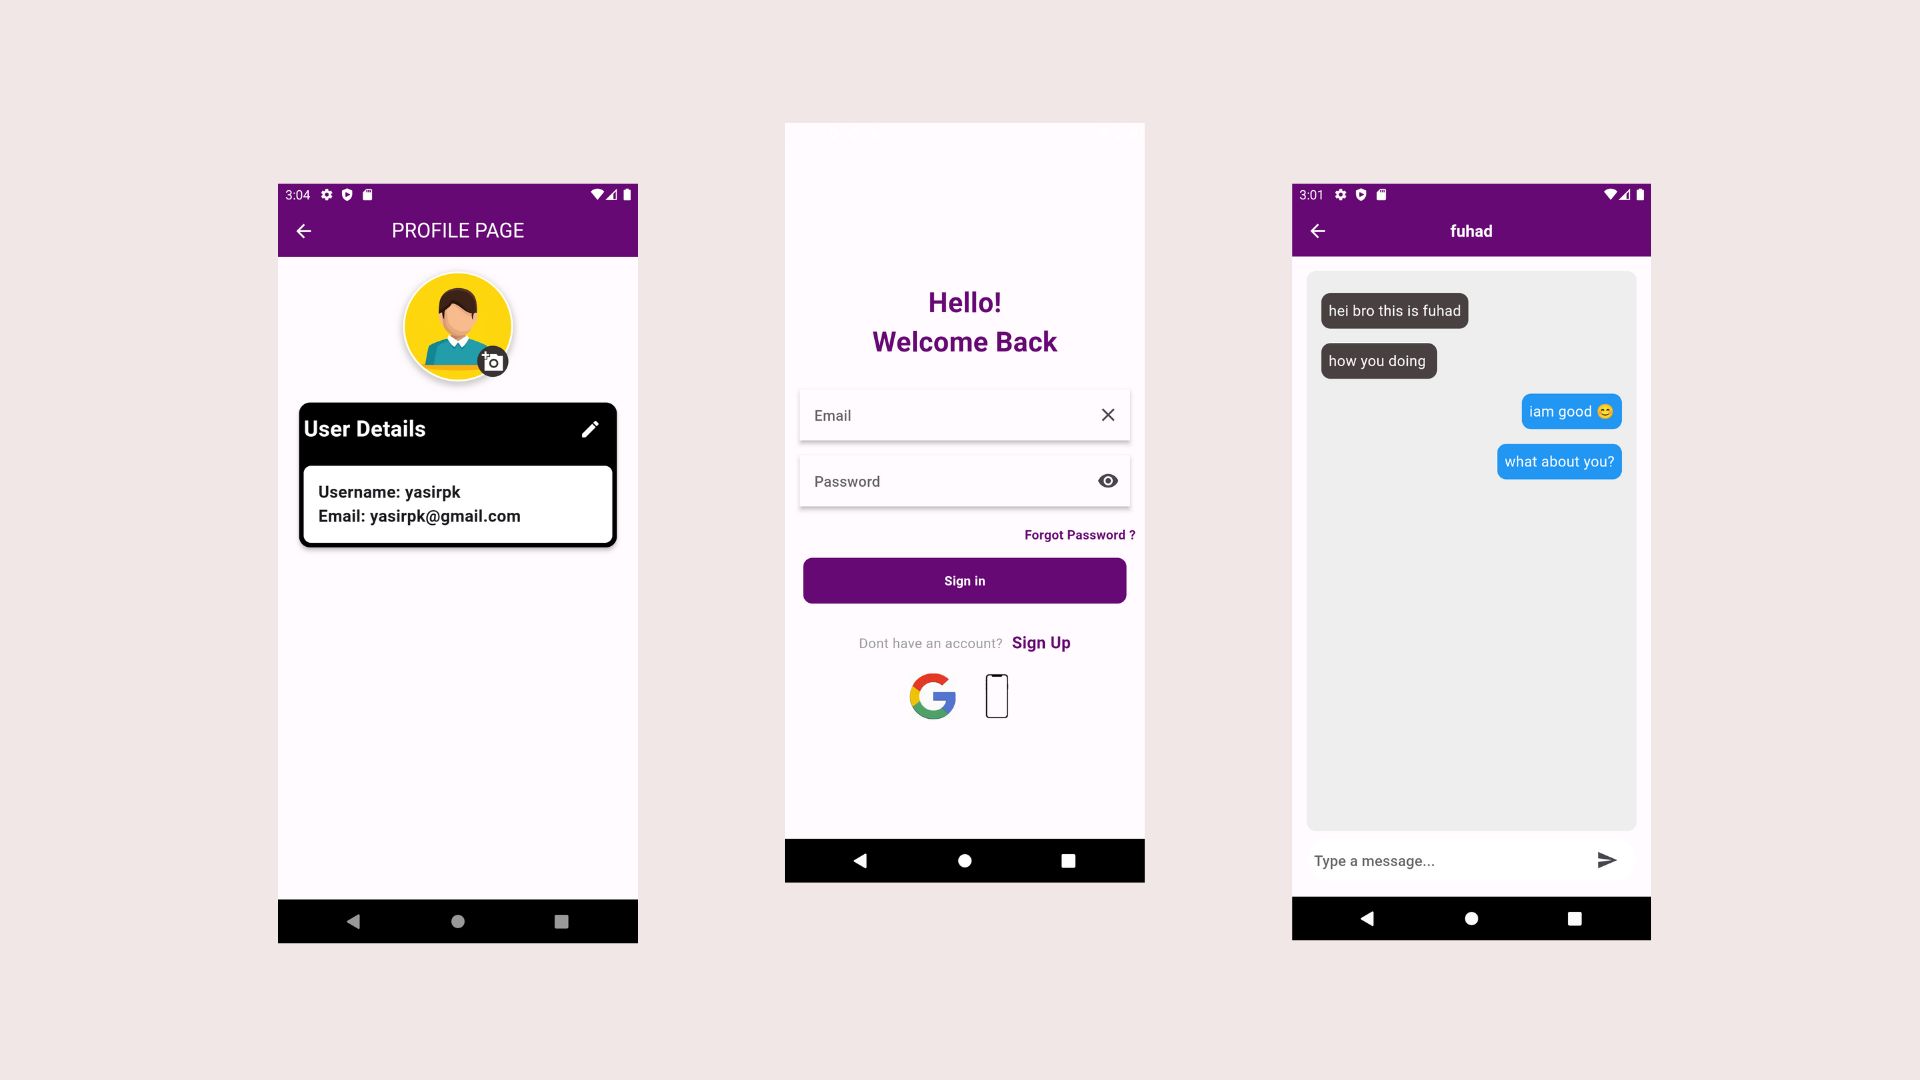 3:04
PROFILE PAGE
User Details
Username: yasirpk
Email: yasirpk@gmail.com
Hello!
Welcome Back
Email
Password
Forgot Password ?
Sign in
Dont have an account? Sign Up
3:01
fuhad
hei bro this is fuhad
how you doing
iam good 😊
what about you?
Type a message...